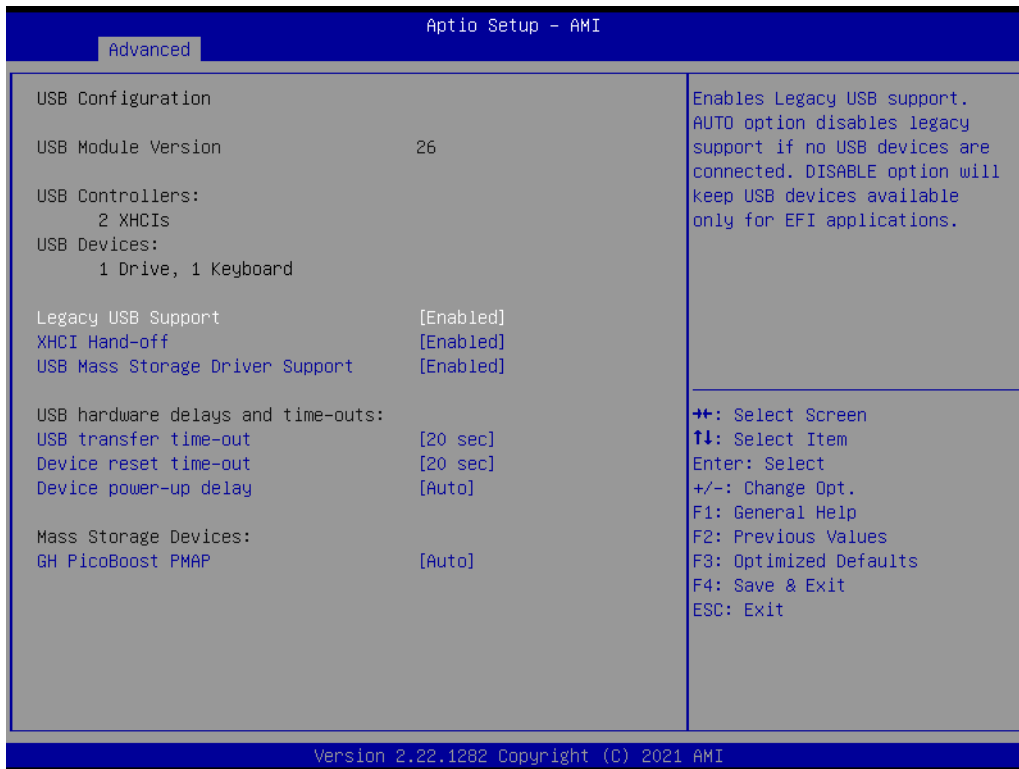 Aptio Setup – AMI
Advanced
USB Configuration
USB Module Version 26
USB Controllers:
2 XHCIs
USB Devices:
1 Drive, 1 Keyboard
Legacy USB Support [Enabled]
XHCI Hand-off [Enabled]
USB Mass Storage Driver Support [Enabled]
USB hardware delays and time-outs:
USB transfer time-out [20 sec]
Device reset time-out [20 sec]
Device power-up delay [Auto]
Mass Storage Devices:
GH PicoBoost PMAP [Auto]
Enables Legacy USB support.
AUTO option disables legacy
support if no USB devices are
connected. DISABLE option will
keep USB devices available
only for EFI applications.
→←: Select Screen
↑↓: Select Item
Enter: Select
+/-: Change Opt.
F1: General Help
F2: Previous Values
F3: Optimized Defaults
F4: Save & Exit
ESC: Exit
Version 2.22.1282 Copyright (C) 2021 AMI